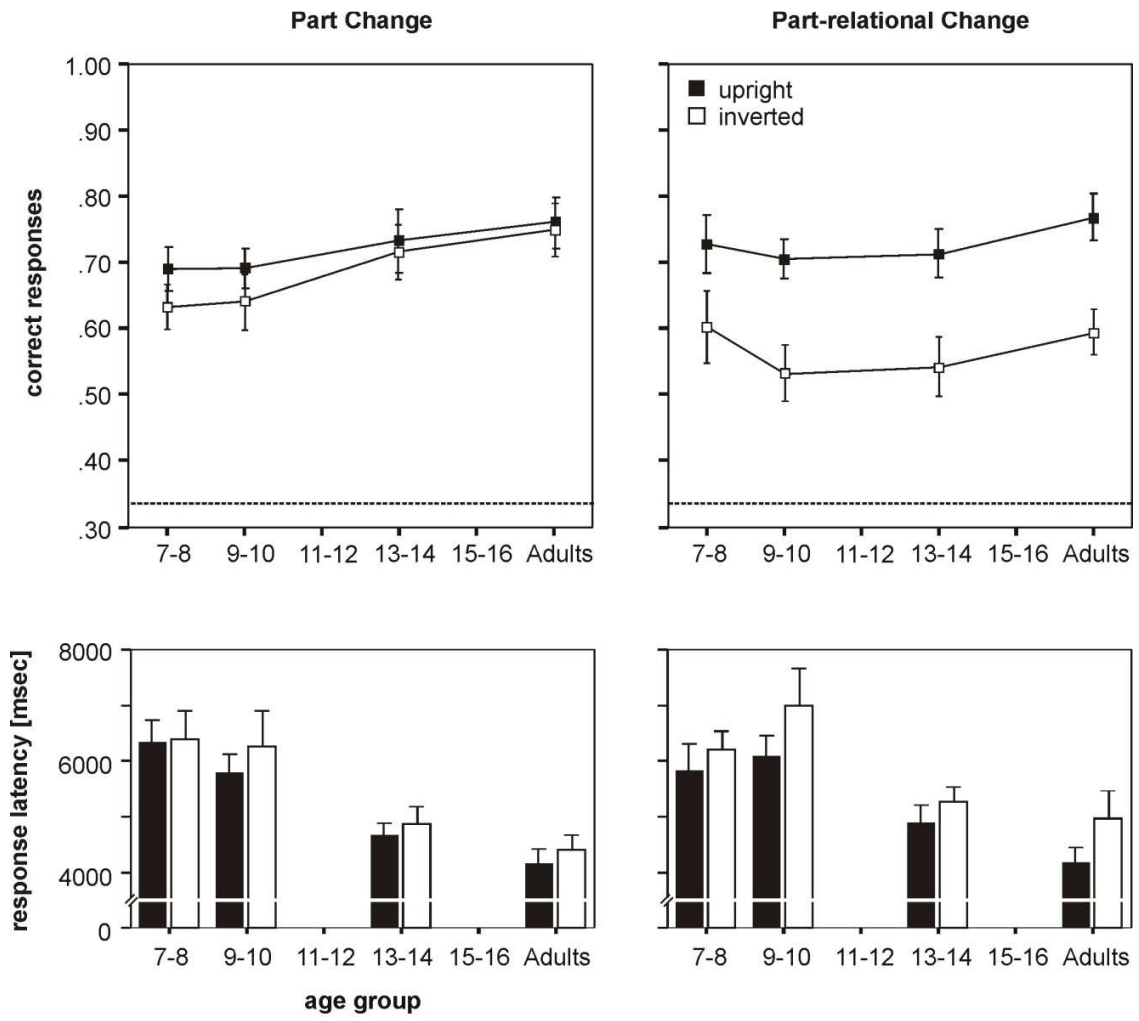 Part Change
Part-relational Change
correct responses
1.00
.90
.80
.70
.60
.50
.40
.30
upright
inverted
7-8 9-10 11-12 13-14 15-16 Adults
7-8 9-10 11-12 13-14 15-16 Adults
response latency [msec]
8000
6000
4000
0
7-8 9-10 11-12 13-14 15-16 Adults
7-8 9-10 11-12 13-14 15-16 Adults
age group